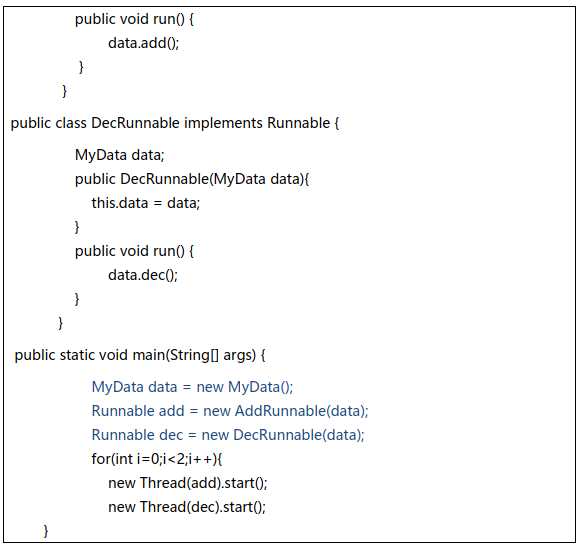 public void run() {
data.add();
}
}
public class DecRunnable implements Runnable {
MyData data;
public DecRunnable(MyData data){
this.data = data;
}
public void run() {
data.dec();
}
}
public static void main(String[] args) {
MyData data = new MyData();
Runnable add = new AddRunnable(data);
Runnable dec = new DecRunnable(data);
for(int i=0;i<2;i++){
new Thread(add).start();
new Thread(dec).start();
}